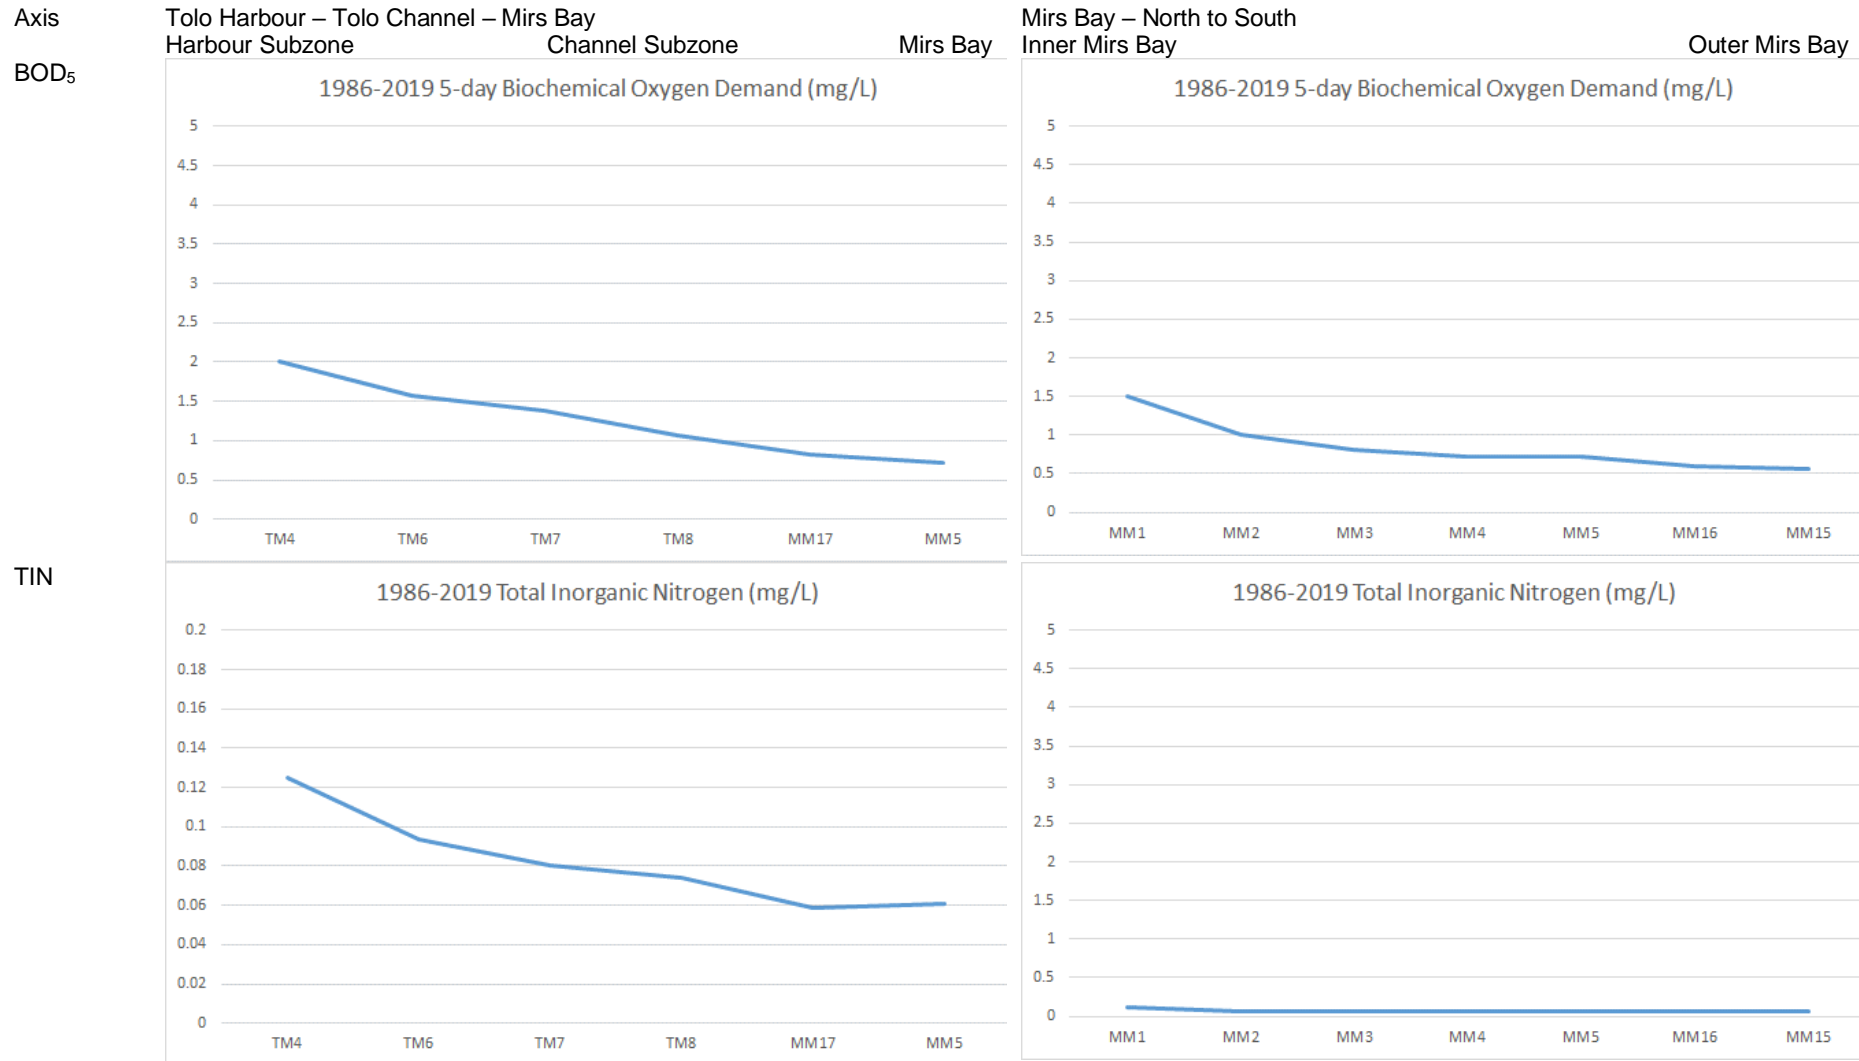 Axis
Tolo Harbour – Tolo Channel – Mirs Bay
Mirs Bay – North to South
Harbour Subzone
Channel Subzone
Mirs Bay
Inner Mirs Bay
Outer Mirs Bay
BOD₅
1986-2019 5-day Biochemical Oxygen Demand (mg/L)
5
4.5
4
3.5
3
2.5
2
1.5
1
0.5
0
TM4 TM6 TM7 TM8 MM17 MM5
1986-2019 5-day Biochemical Oxygen Demand (mg/L)
5
4.5
4
3.5
3
2.5
2
1.5
1
0.5
0
MM1 MM2 MM3 MM4 MM5 MM16 MM15
TIN
1986-2019 Total Inorganic Nitrogen (mg/L)
0.2
0.18
0.16
0.14
0.12
0.1
0.08
0.06
0.04
0.02
0
TM4 TM6 TM7 TM8 MM17 MM5
1986-2019 Total Inorganic Nitrogen (mg/L)
5
4.5
4
3.5
3
2.5
2
1.5
1
0.5
0
MM1 MM2 MM3 MM4 MM5 MM16 MM15